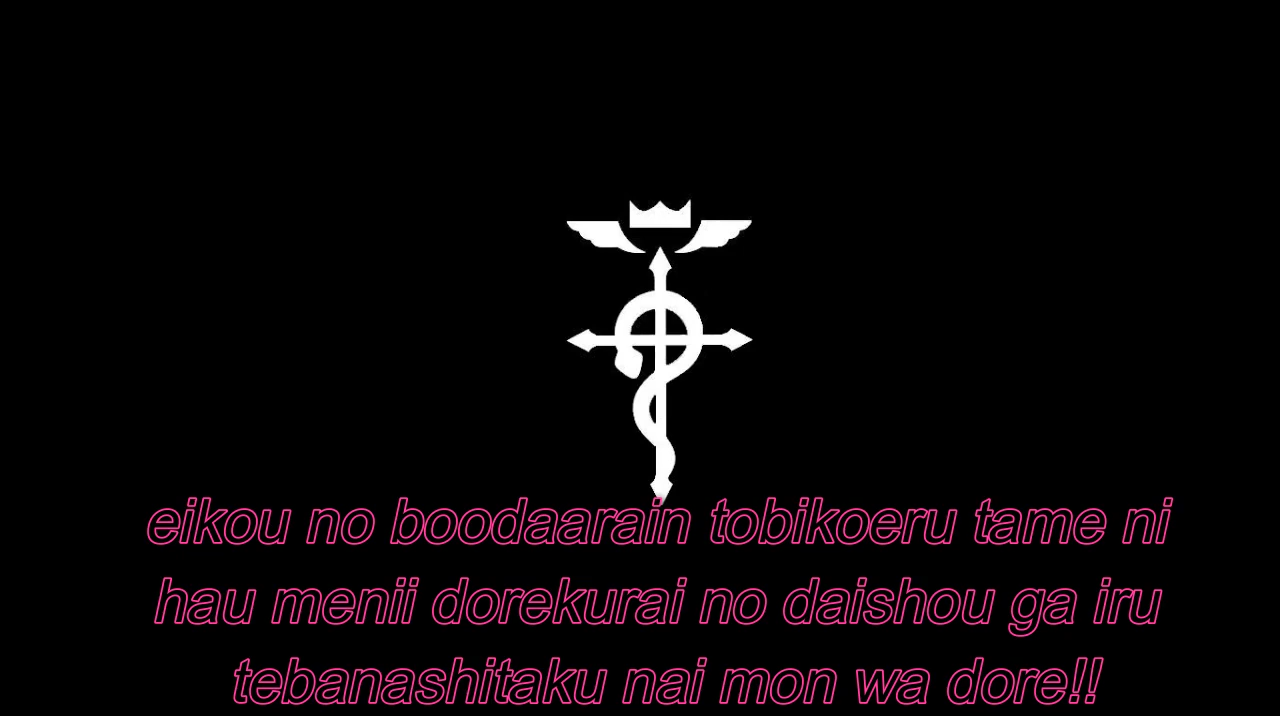 eikou no boodaarain tobikoeru tame ni
hau menii dorekurai no daishou ga iru
tebanashitaku nai mon wa dore!!